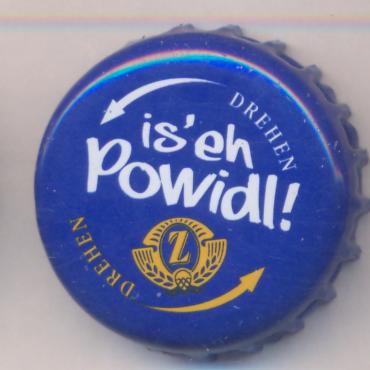 DREHEN
is'eh
Powidl!
Z
DREHEN